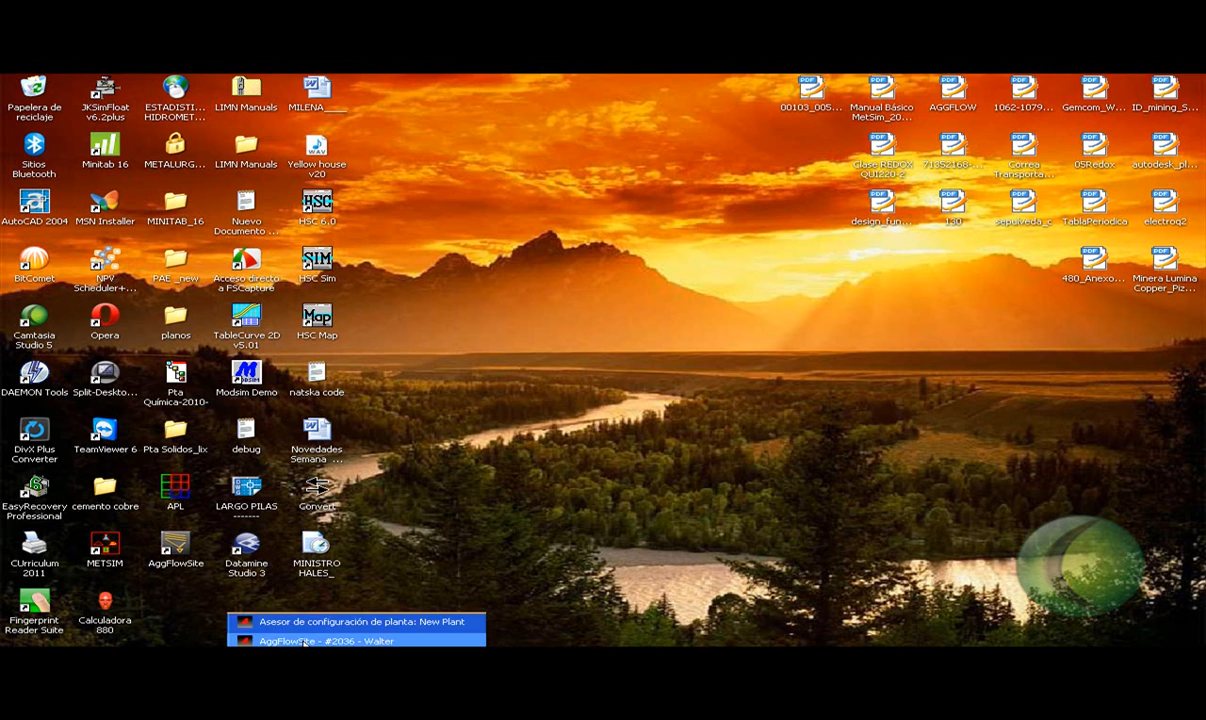 Papelera de
reciclaje
JKSimFloat
v6.2plus
ESTADISTI...
HIDROMET...
LIMN Manuals
MILENA____
00103_005...
Manual Básico
MetSim_20...
AGGFLOW
1062-1079...
Gemcom_W...
ID_mining_S...
Sitios
Bluetooth
Minitab 16
METALURG...
LIMN Manuals
Yellow house
v20
Clase REDOX
QUI220-2
71352168-...
Correa
Transporta...
05Redox
autodesk_pl...
AutoCAD 2004
MSN Installer
MINITAB_16
Nuevo
Documento ...
HSC 6.0
design_fun...
130
sepulveda_c
TablaPeriodica
electroq2
BitComet
NPV
Scheduler+...
PAE _new
Acceso directo
a FSCapture
HSC Sim
480_Anexo...
Minera Lumina
Copper_Piz...
Camtasia
Studio 5
Opera
planos
TableCurve 2D
v5.01
HSC Map
DAEMON Tools
Split-Deskto...
Pta
Química-2010-
Modsim Demo
natska code
DivX Plus
Converter
TeamViewer 6
Pta Solidos_lix
debug
Novedades
Semana ...
EasyRecovery
Professional
cemento cobre
APL
LARGO PILAS
-------
Convert
CUrriculum
2011
METSIM
AggFlowSite
Datamine
Studio 3
MINISTRO
HALES_
Fingerprint
Reader Suite
Calculadora
880
Asesor de configuración de planta: New Plant
AggFlowSite - #2036 - Walter